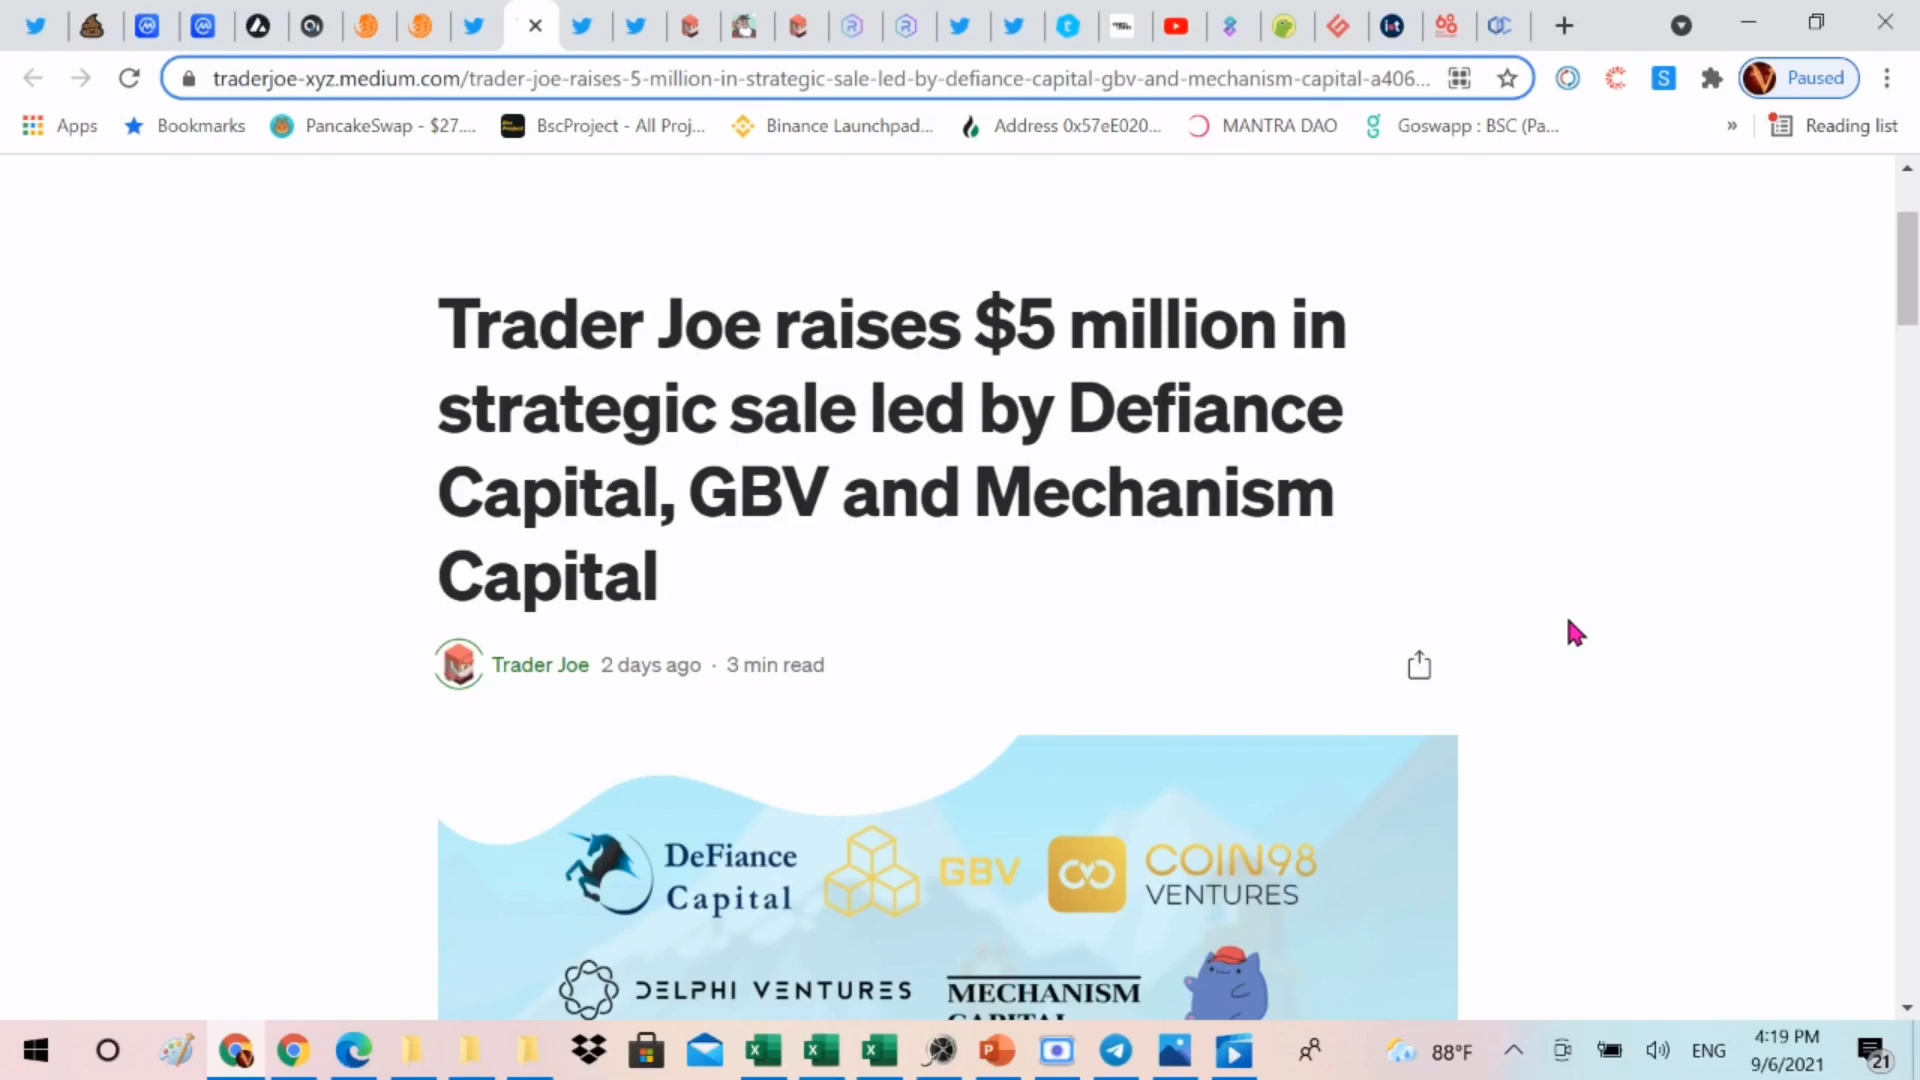 traderjoe-xyz.medium.com/trader-joe-raises-5-million-in-strategic-sale-led-by-defiance-capital-gbv-and-mechanism-capital-a406...
S
Paused
Apps
Bookmarks
PancakeSwap - $27....
BscProject - All Proj...
Binance Launchpad...
Address 0x57eE020...
MANTRA DAO
Goswapp : BSC (Pa...
»
Reading list
Trader Joe raises $5 million in
strategic sale led by Defiance
Capital, GBV and Mechanism
Capital
Trader Joe 2 days ago · 3 min read
DeFiance
Capital
GBV
COIN98
VENTURES
DELPHI VENTURES
MECHANISM
CAPITAL
88°F
ENG
4:19 PM
9/6/2021
21